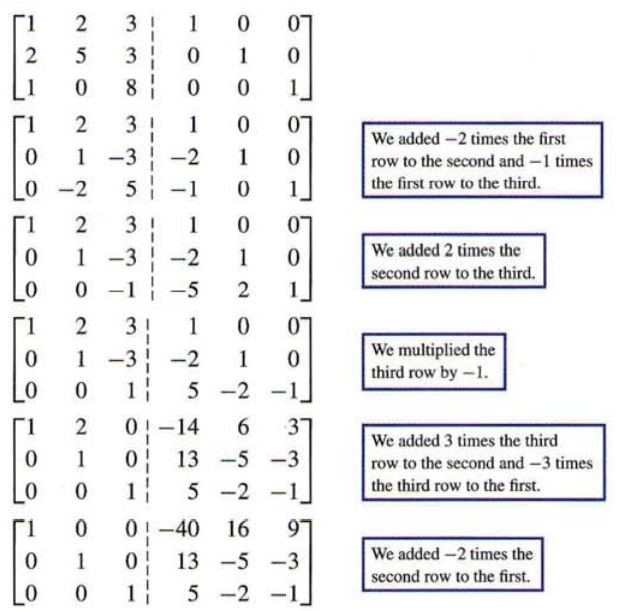 1 2 3 1 0 0
2 5 3 0 1 0
1 0 8 0 0 1
1 2 3 1 0 0
0 1 −3 −2 1 0
0 −2 5 −1 0 1
We added −2 times the first
row to the second and −1 times
the first row to the third.
1 2 3 1 0 0
0 1 −3 −2 1 0
0 0 −1 −5 2 1
We added 2 times the
second row to the third.
1 2 3 1 0 0
0 1 −3 −2 1 0
0 0 1 5 −2 −1
We multiplied the
third row by −1.
1 2 0 −14 6 3
0 1 0 13 −5 −3
0 0 1 5 −2 −1
We added 3 times the third
row to the second and −3 times
the third row to the first.
1 0 0 −40 16 9
0 1 0 13 −5 −3
0 0 1 5 −2 −1
We added −2 times the
second row to the first.